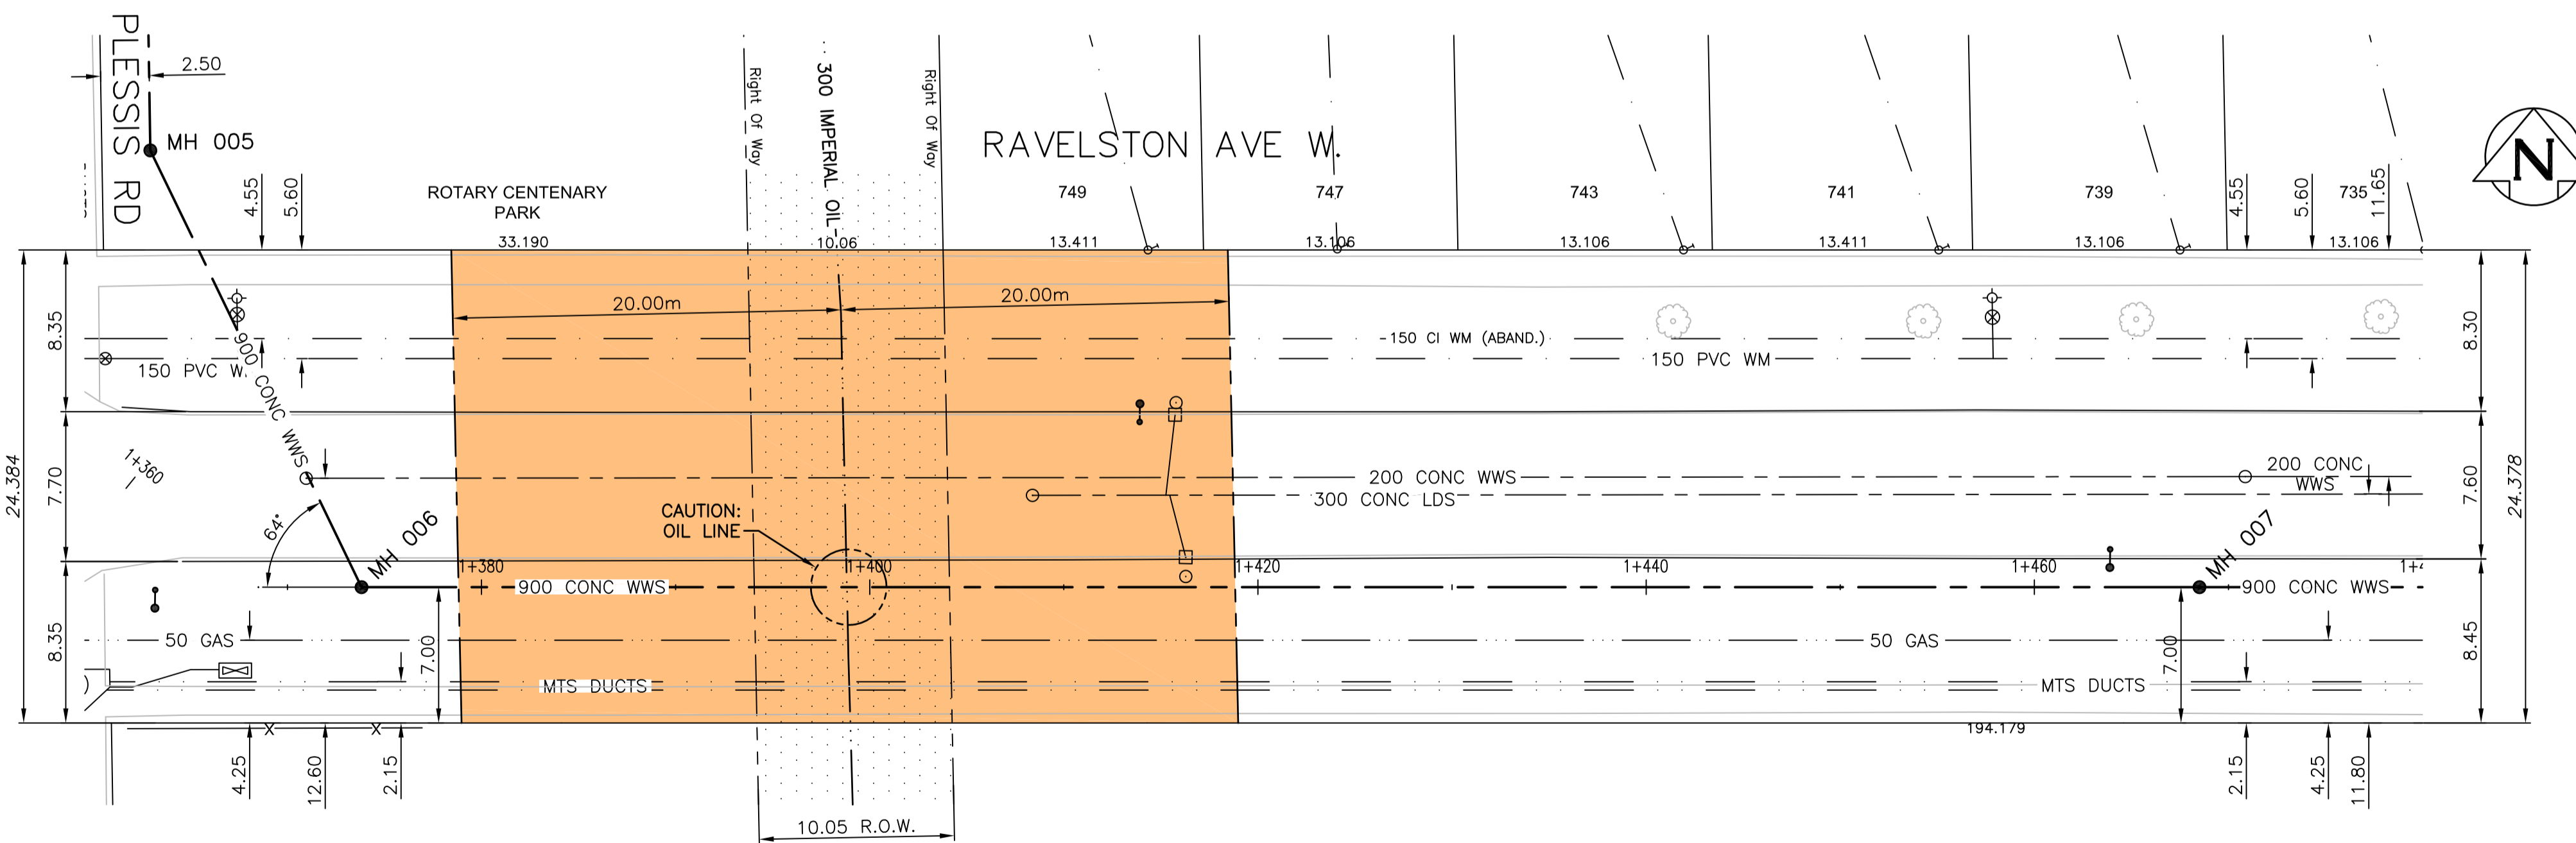 PLESSIS RD
2.50
MH 005
4.55
5.60
ROTARY CENTENARY
PARK
33.190
Right Of Way
300 IMPERIAL OIL
10.06
Right Of Way
RAVELSTON AVE W.
749
13.411
747
13.106
743
13.106
741
13.411
739
13.106
4.55
5.60
735
11.65
13.106
N
24.384
8.35
7.70
8.35
20.00m
20.00m
150 CI WM (ABAND.)
150 PVC WM
8.30
7.60
8.45
24.378
900 CONC WWS
1+360
64°
MH 006
CAUTION:
OIL LINE
200 CONC WWS
300 CONC LDS
200 CONC
WWS
MH 007
1+380
1+400
1+420
1+440
1+460
900 CONC WWS
900 CONC WWS
50 GAS
50 GAS
7.00
7.00
MTS DUCTS
MTS DUCTS
X
X
194.179
4.25
12.60
2.15
10.05 R.O.W.
2.15
4.25
11.80